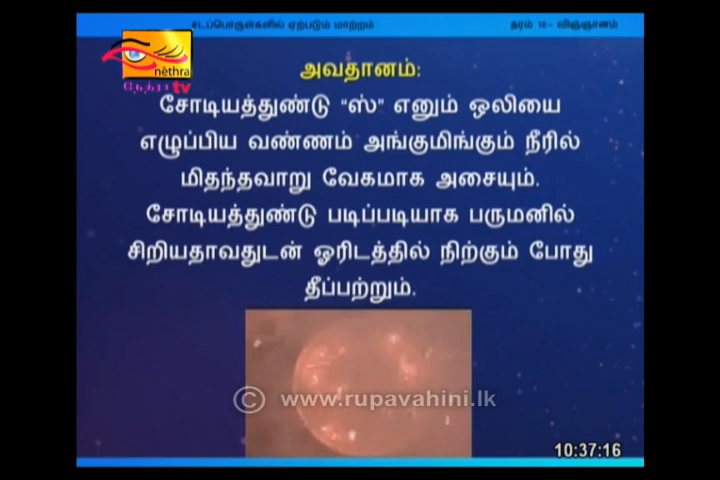 சடப்பொருள்களில் ஏற்படும் மாற்றம்
தரம் 10 - விஞ்ஞானம்
nethra
நேத்ரா tv
அவதானம்:
சோடியத்துண்டு “ஸ்” எனும் ஒலியை
எழுப்பிய வண்ணம் அங்குமிங்கும் நீரில்
மிதந்தவாறு வேகமாக அசையும்.
சோடியத்துண்டு படிப்படியாக பருமனில்
சிறியதாவதுடன் ஓரிடத்தில் நிற்கும் போது
தீப்பற்றும்.
© www.rupavahini.lk
10:37:16